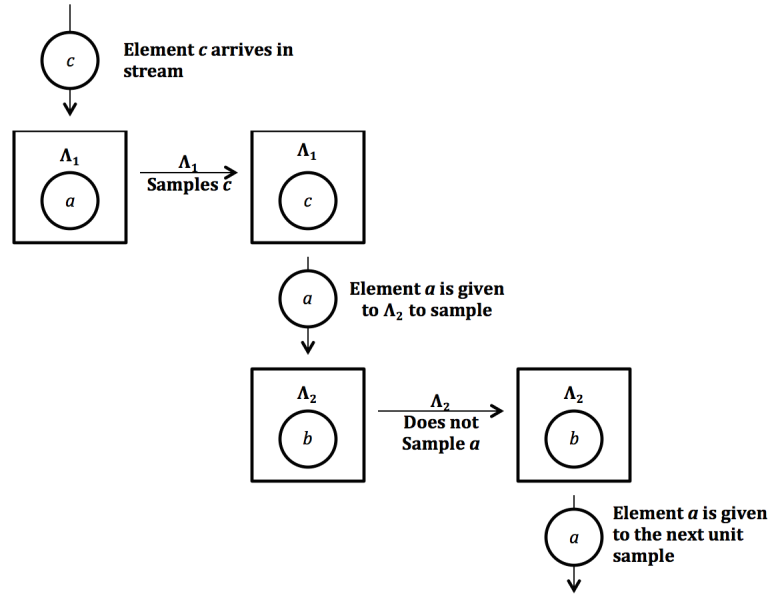 c
Element c arrives in
stream
Λ₁
a
Λ₁
Samples c
Λ₁
c
a
Element a is given
to Λ₂ to sample
Λ₂
b
Λ₂
Does not
Sample a
Λ₂
b
a
Element a is given
to the next unit
sample